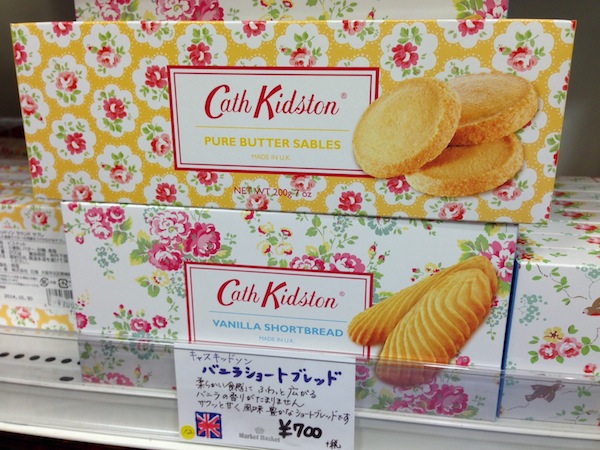 Cath Kidston®
PURE BUTTER SABLES
MADE IN U.K.
NET WT. 200g 7 oz
Cath Kidston®
VANILLA SHORTBREAD
MADE IN U.K.
キャスキッドソン
バニラショートブレッド
柔らかい食感に ふわっと広がる
バニラの香りがたまりません
サクッと甘く風味豊かなショートブレッドです
Market Basket
¥700
+税